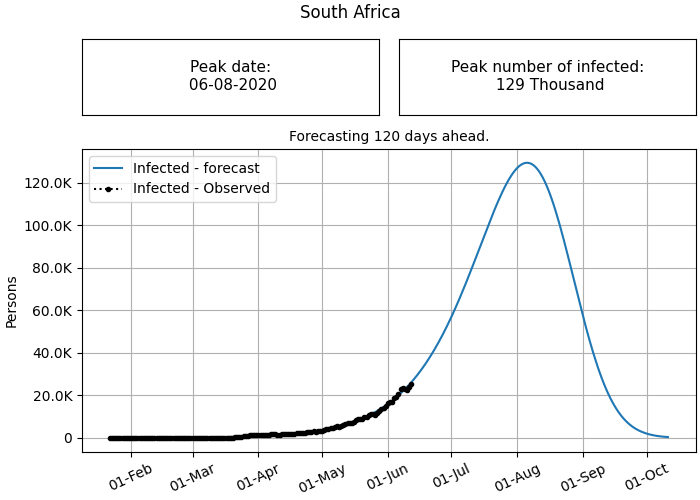 South Africa
Peak date:
06-08-2020
Peak number of infected:
129 Thousand
Forecasting 120 days ahead.
Infected - forecast
Infected - Observed
120.0K
100.0K
80.0K
60.0K
40.0K
20.0K
0
Persons
01-Feb
01-Mar
01-Apr
01-May
01-Jun
01-Jul
01-Aug
01-Sep
01-Oct